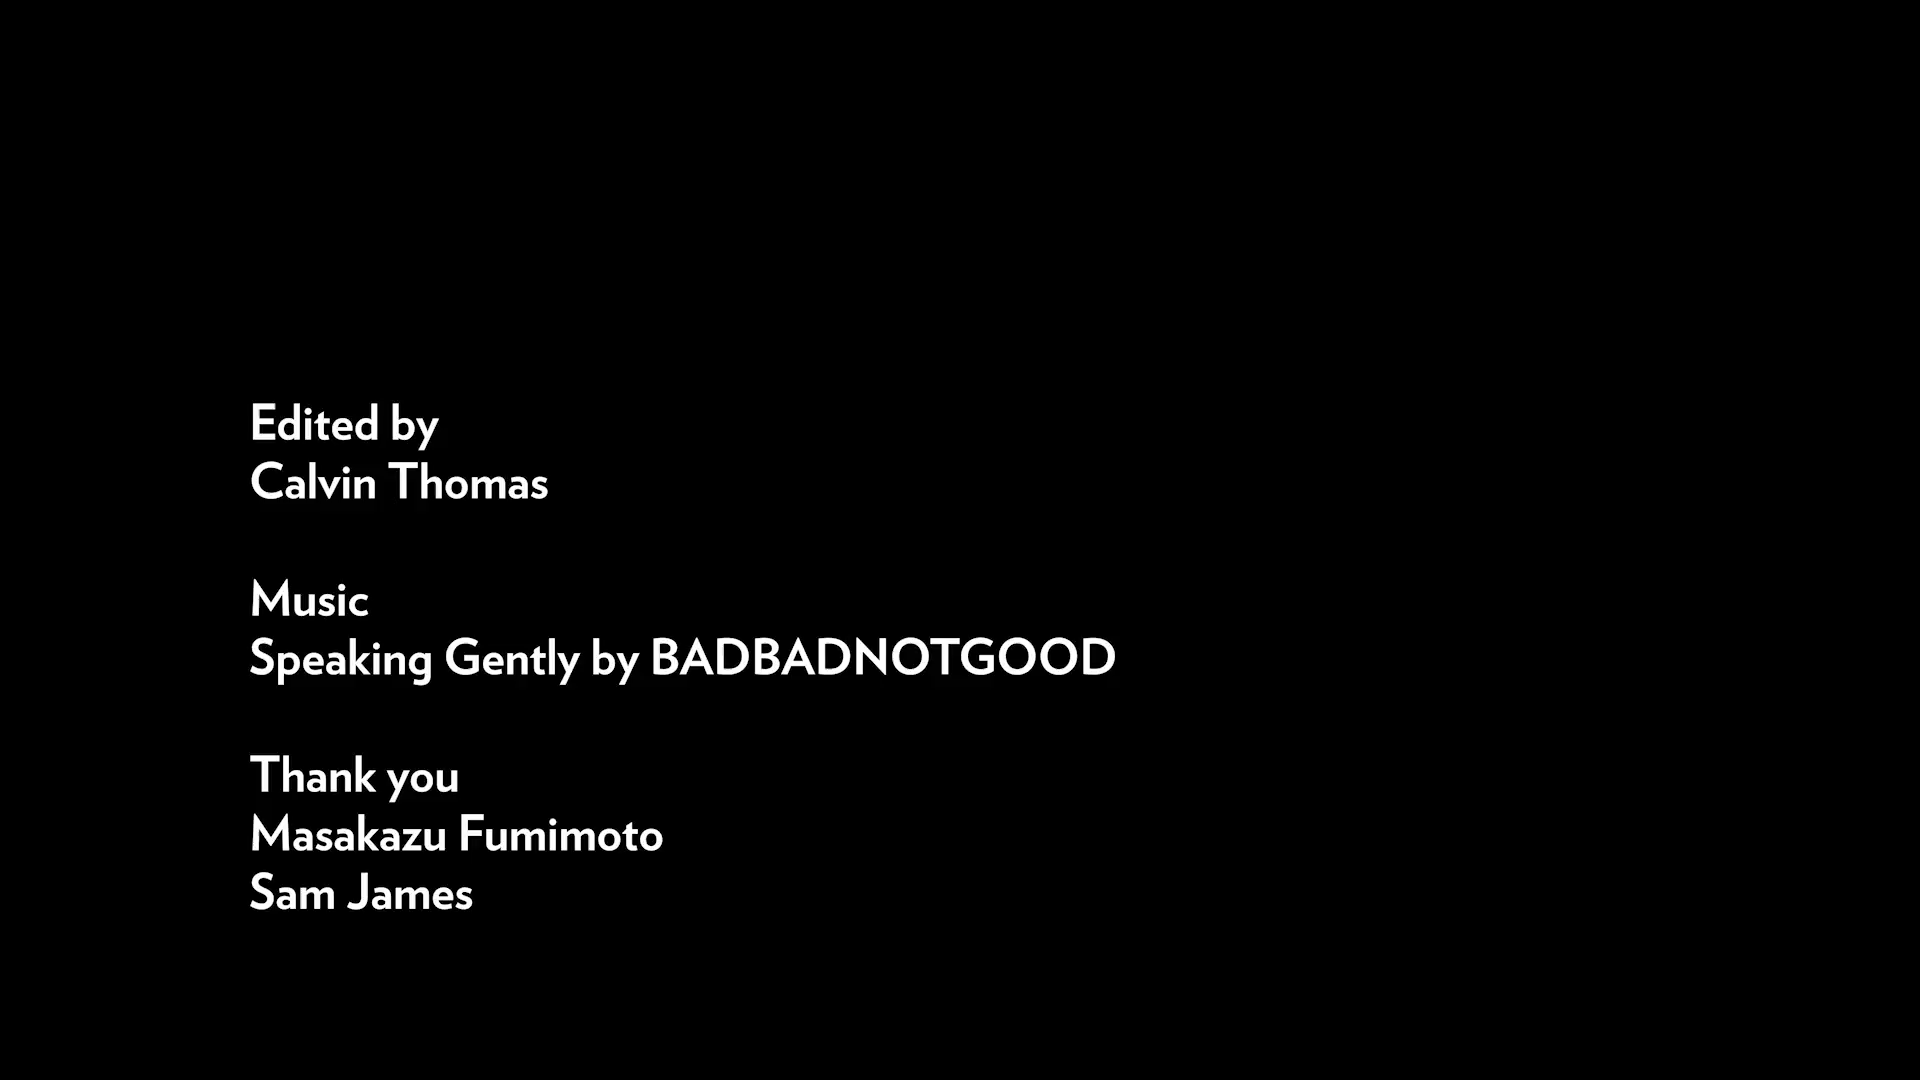 Edited by
Calvin Thomas
Music
Speaking Gently by BADBADNOTGOOD
Thank you
Masakazu Fumimoto
Sam James